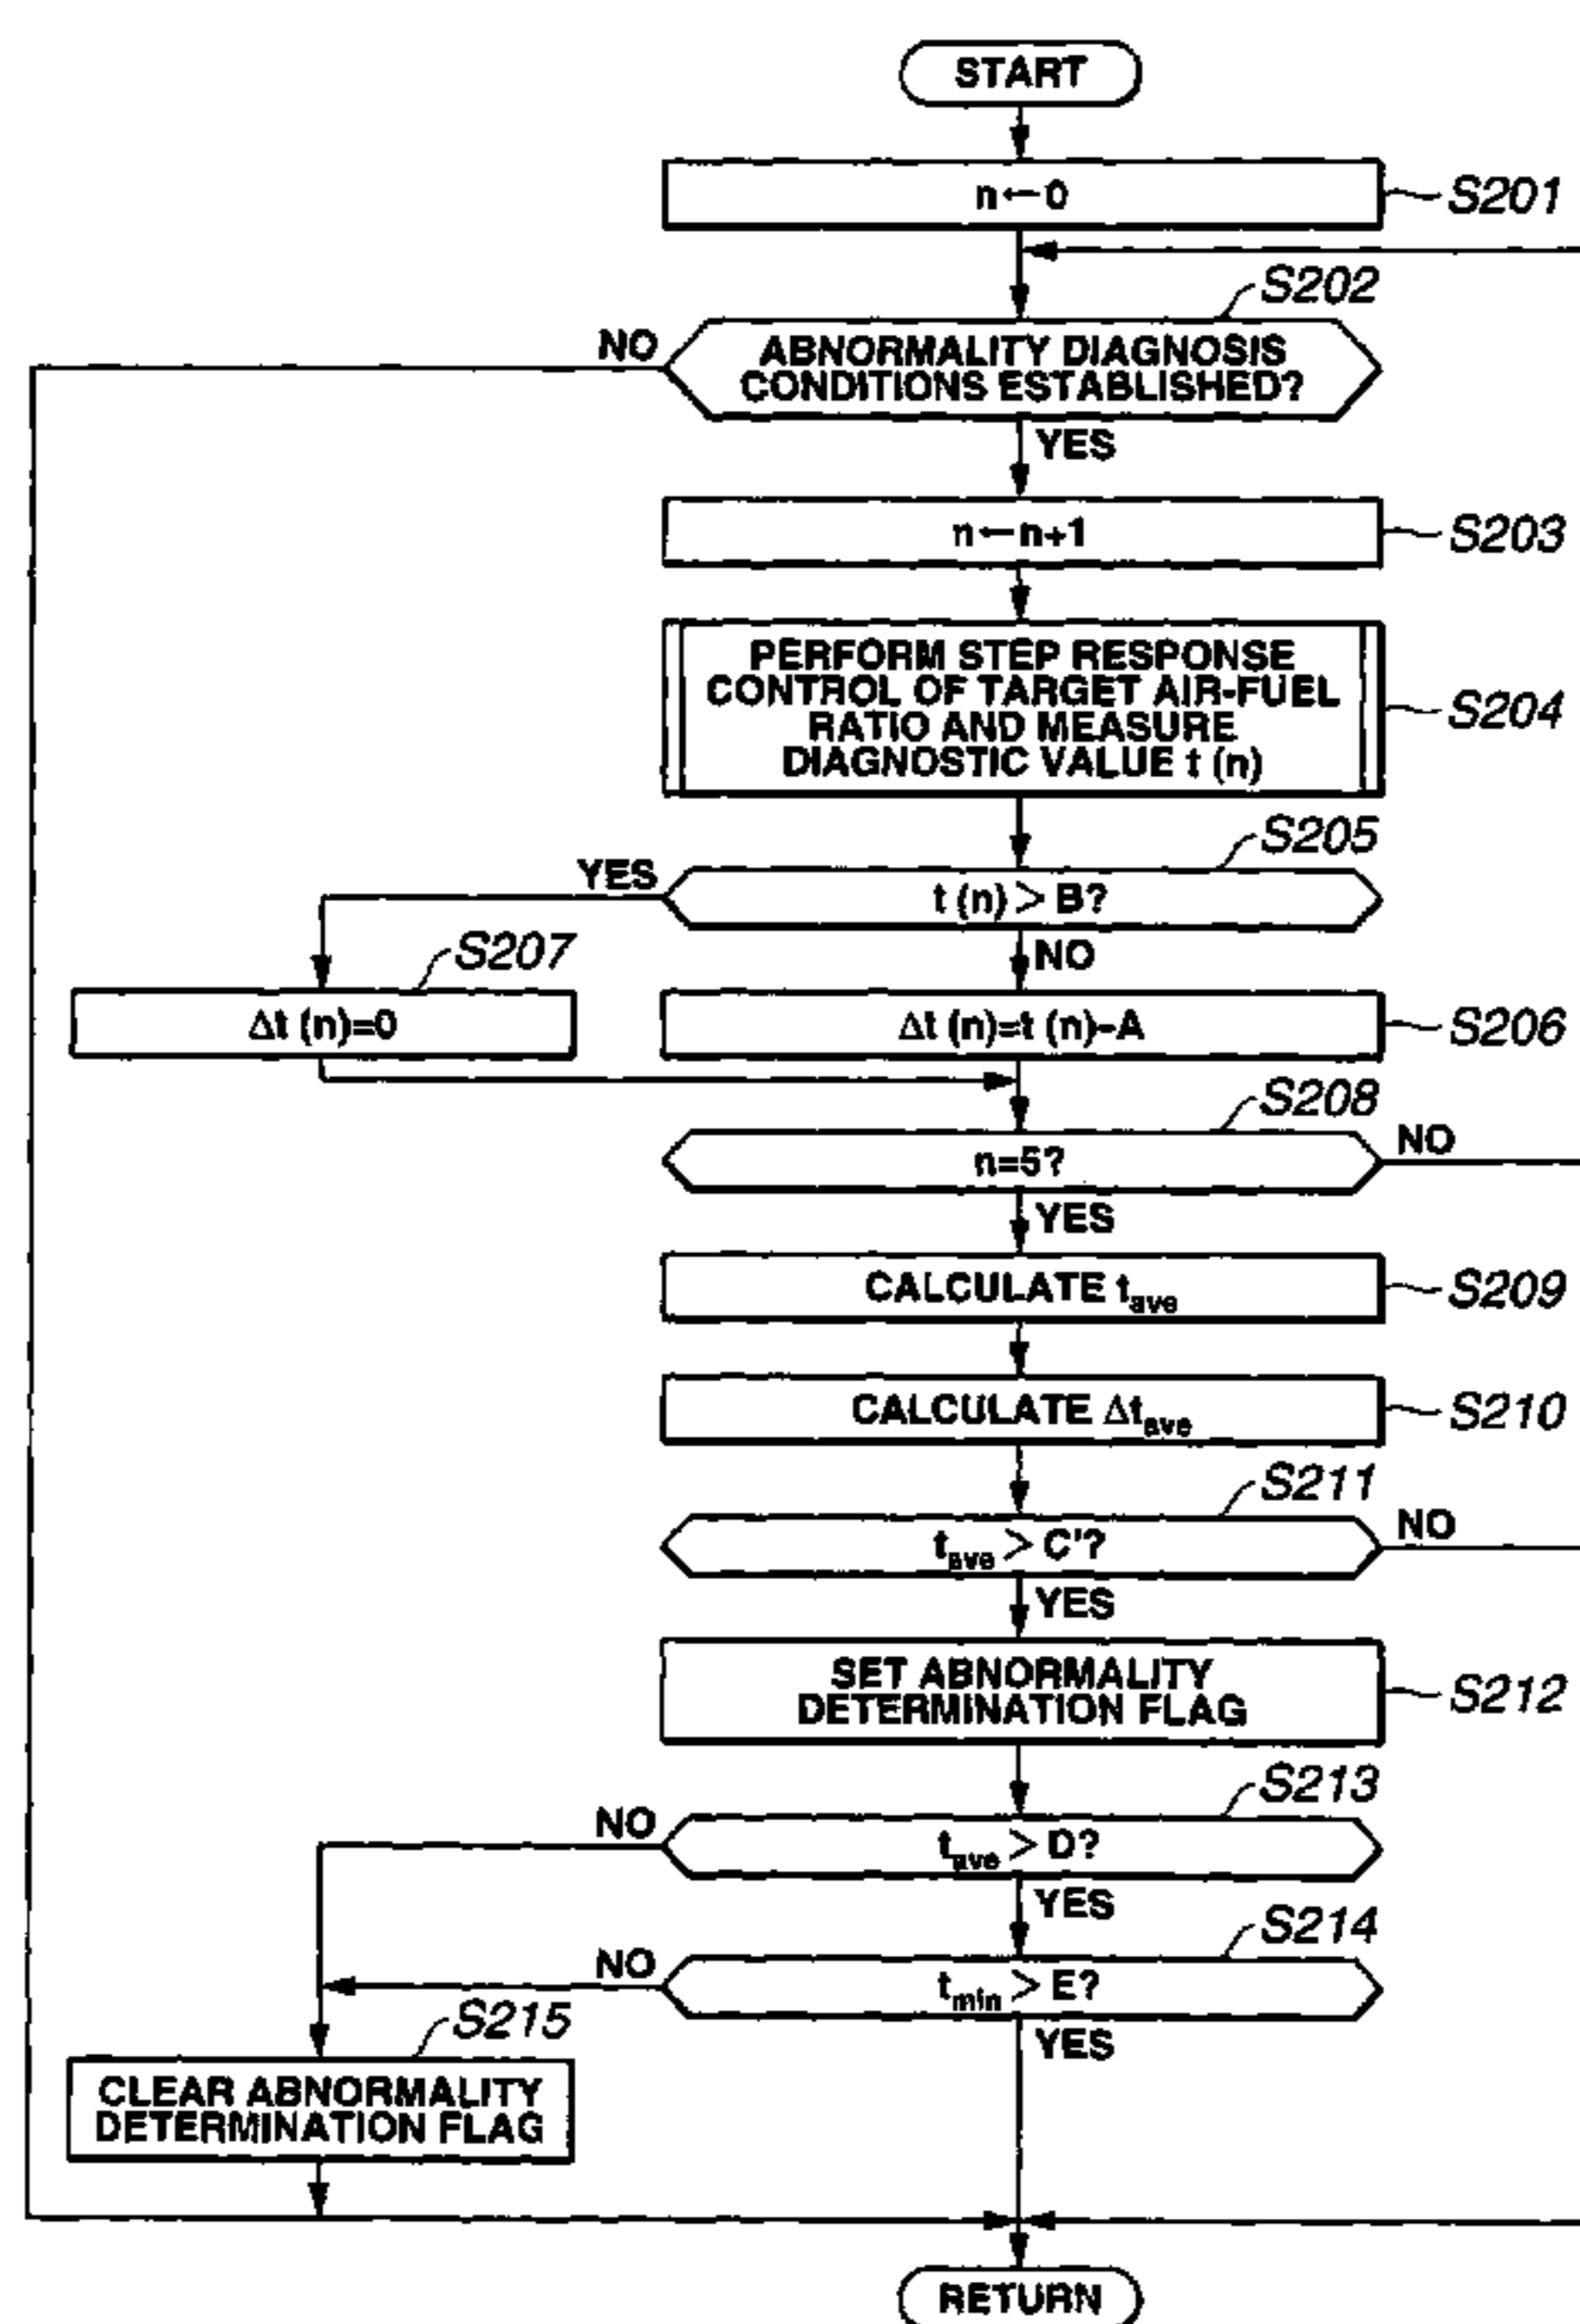 START
n←0
S201
S202
NO
ABNORMALITY DIAGNOSIS
CONDITIONS ESTABLISHED?
YES
n←n+1
S203
PERFORM STEP RESPONSE
CONTROL OF TARGET AIR-FUEL
RATIO AND MEASURE
DIAGNOSTIC VALUE t (n)
S204
S205
YES
t (n) > B?
NO
S207
Δt (n)=0
Δt (n)=t (n)-A
S206
S208
n=5?
NO
YES
CALCULATE tave
S209
CALCULATE Δtave
S210
S211
tave > C'?
NO
YES
SET ABNORMALITY
DETERMINATION FLAG
S212
S213
NO
tave > D?
YES
S214
NO
tmin > E?
YES
S215
CLEAR ABNORMALITY
DETERMINATION FLAG
RETURN